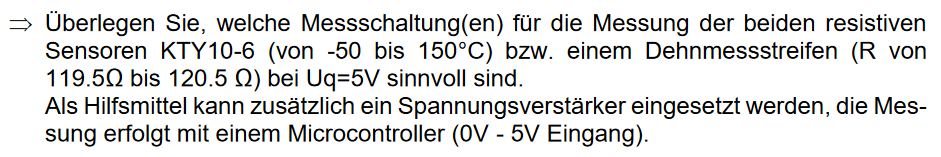 ⇒ Überlegen Sie, welche Messschaltung(en) für die Messung der beiden resistiven
Sensoren KTY10-6 (von -50 bis 150°C) bzw. einem Dehnmessstreifen (R von
119.5Ω bis 120.5 Ω) bei Uq=5V sinnvoll sind.
Als Hilfsmittel kann zusätzlich ein Spannungsverstärker eingesetzt werden, die Mes-
sung erfolgt mit einem Microcontroller (0V - 5V Eingang).